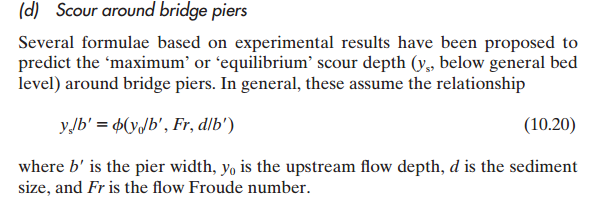 (d) Scour around bridge piers
Several formulae based on experimental results have been proposed to
predict the ‘maximum’ or ‘equilibrium’ scour depth (yₛ, below general bed
level) around bridge piers. In general, these assume the relationship
yₛ/b′ = ϕ(y₀/b′, Fr, d/b′) (10.20)
where b′ is the pier width, y₀ is the upstream flow depth, d is the sediment
size, and Fr is the flow Froude number.